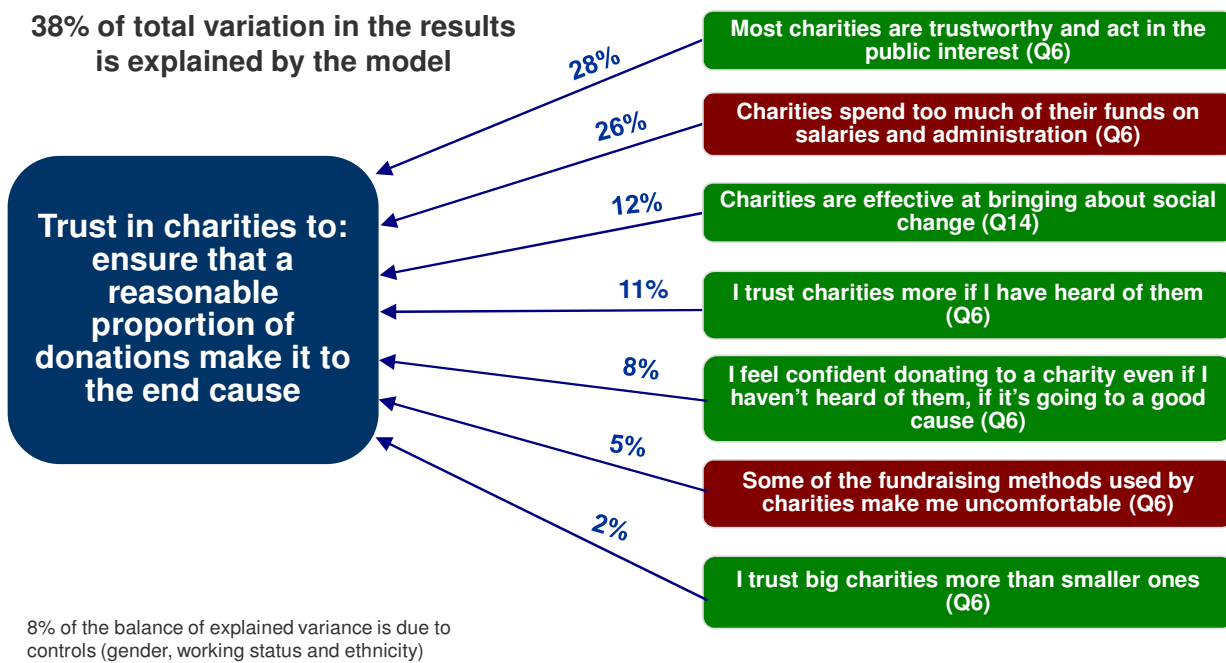 38% of total variation in the results
is explained by the model
28%
Most charities are trustworthy and act in the
public interest (Q6)
26%
Charities spend too much of their funds on
salaries and administration (Q6)
Trust in charities to:
ensure that a
reasonable
proportion of
donations make it to
the end cause
12%
Charities are effective at bringing about social
change (Q14)
11%
I trust charities more if I have heard of them
(Q6)
8%
I feel confident donating to a charity even if I
haven’t heard of them, if it’s going to a good
cause (Q6)
5%
Some of the fundraising methods used by
charities make me uncomfortable (Q6)
2%
I trust big charities more than smaller ones
(Q6)
8% of the balance of explained variance is due to
controls (gender, working status and ethnicity)